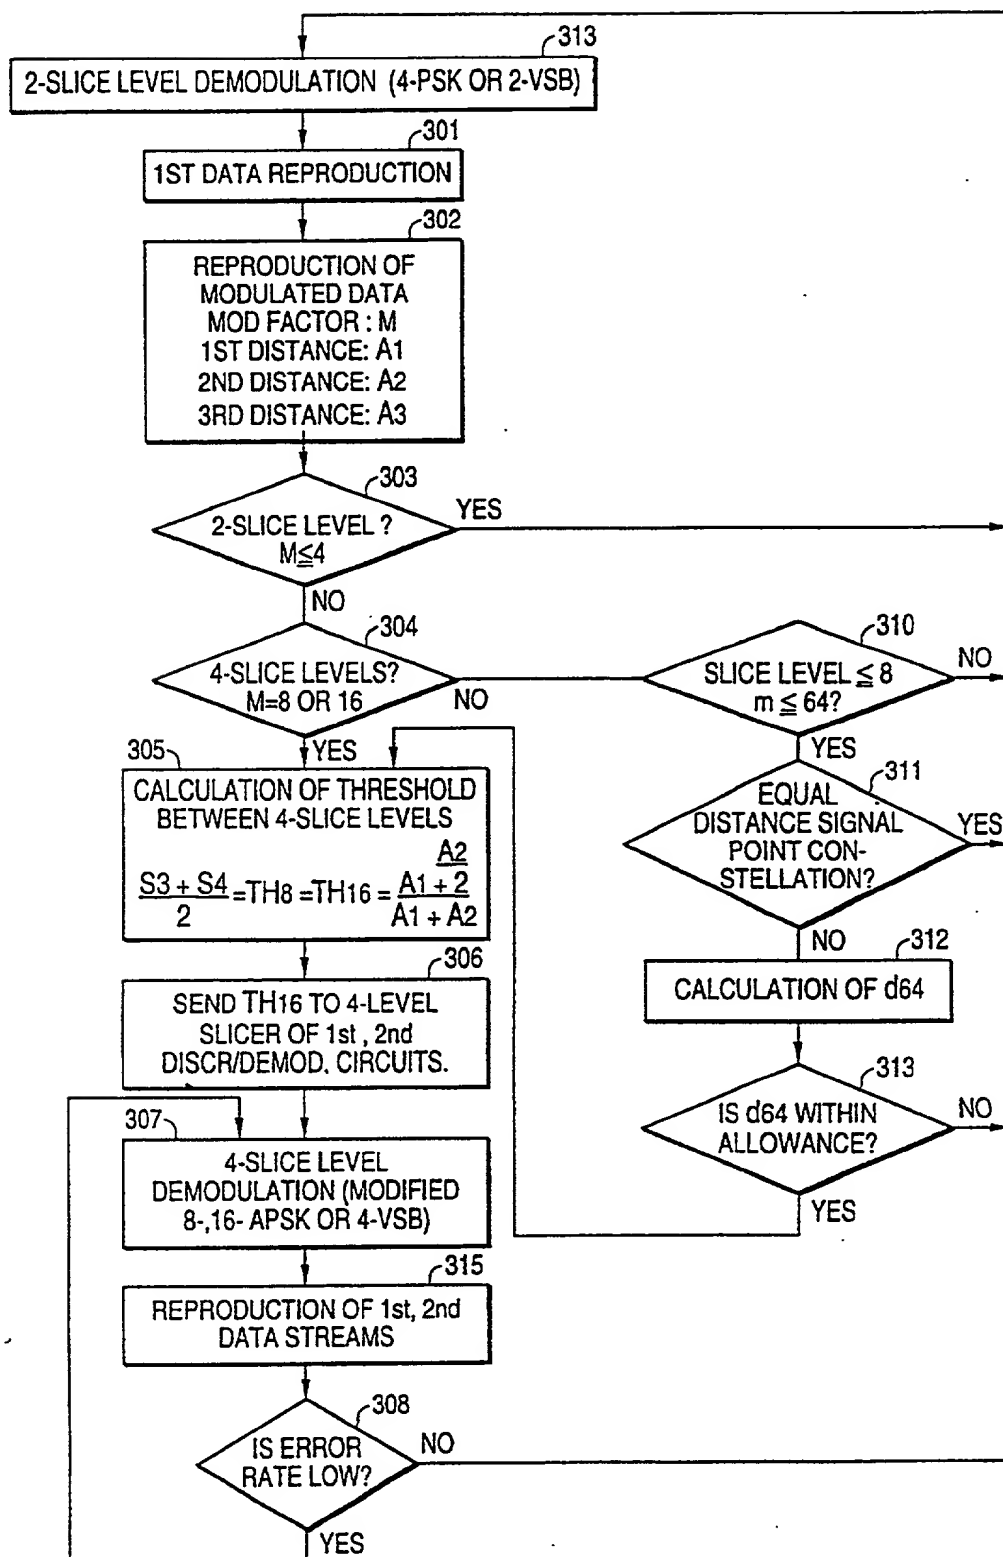 313
2-SLICE LEVEL DEMODULATION (4-PSK OR 2-VSB)
301
1ST DATA REPRODUCTION
302
REPRODUCTION OF
MODULATED DATA
MOD FACTOR : M
1ST DISTANCE: A1
2ND DISTANCE: A2
3RD DISTANCE: A3
303
2-SLICE LEVEL ?
M≦4
YES
NO
304
4-SLICE LEVELS?
M=8 OR 16
NO
YES
310
SLICE LEVEL ≦ 8
m ≦ 64?
NO
YES
305
CALCULATION OF THRESHOLD
BETWEEN 4-SLICE LEVELS
S3 + S4 / 2 =TH8 =TH16 = A1 + A2/2 / A1 + A2
311
EQUAL
DISTANCE SIGNAL
POINT CON-
STELLATION?
YES
NO
312
CALCULATION OF d64
306
SEND TH16 TO 4-LEVEL
SLICER OF 1st , 2nd
DISCR/DEMOD. CIRCUITS.
313
IS d64 WITHIN
ALLOWANCE?
NO
YES
307
4-SLICE LEVEL
DEMODULATION (MODIFIED
8-,16- APSK OR 4-VSB)
315
REPRODUCTION OF 1st, 2nd
DATA STREAMS
308
IS ERROR
RATE LOW?
NO
YES